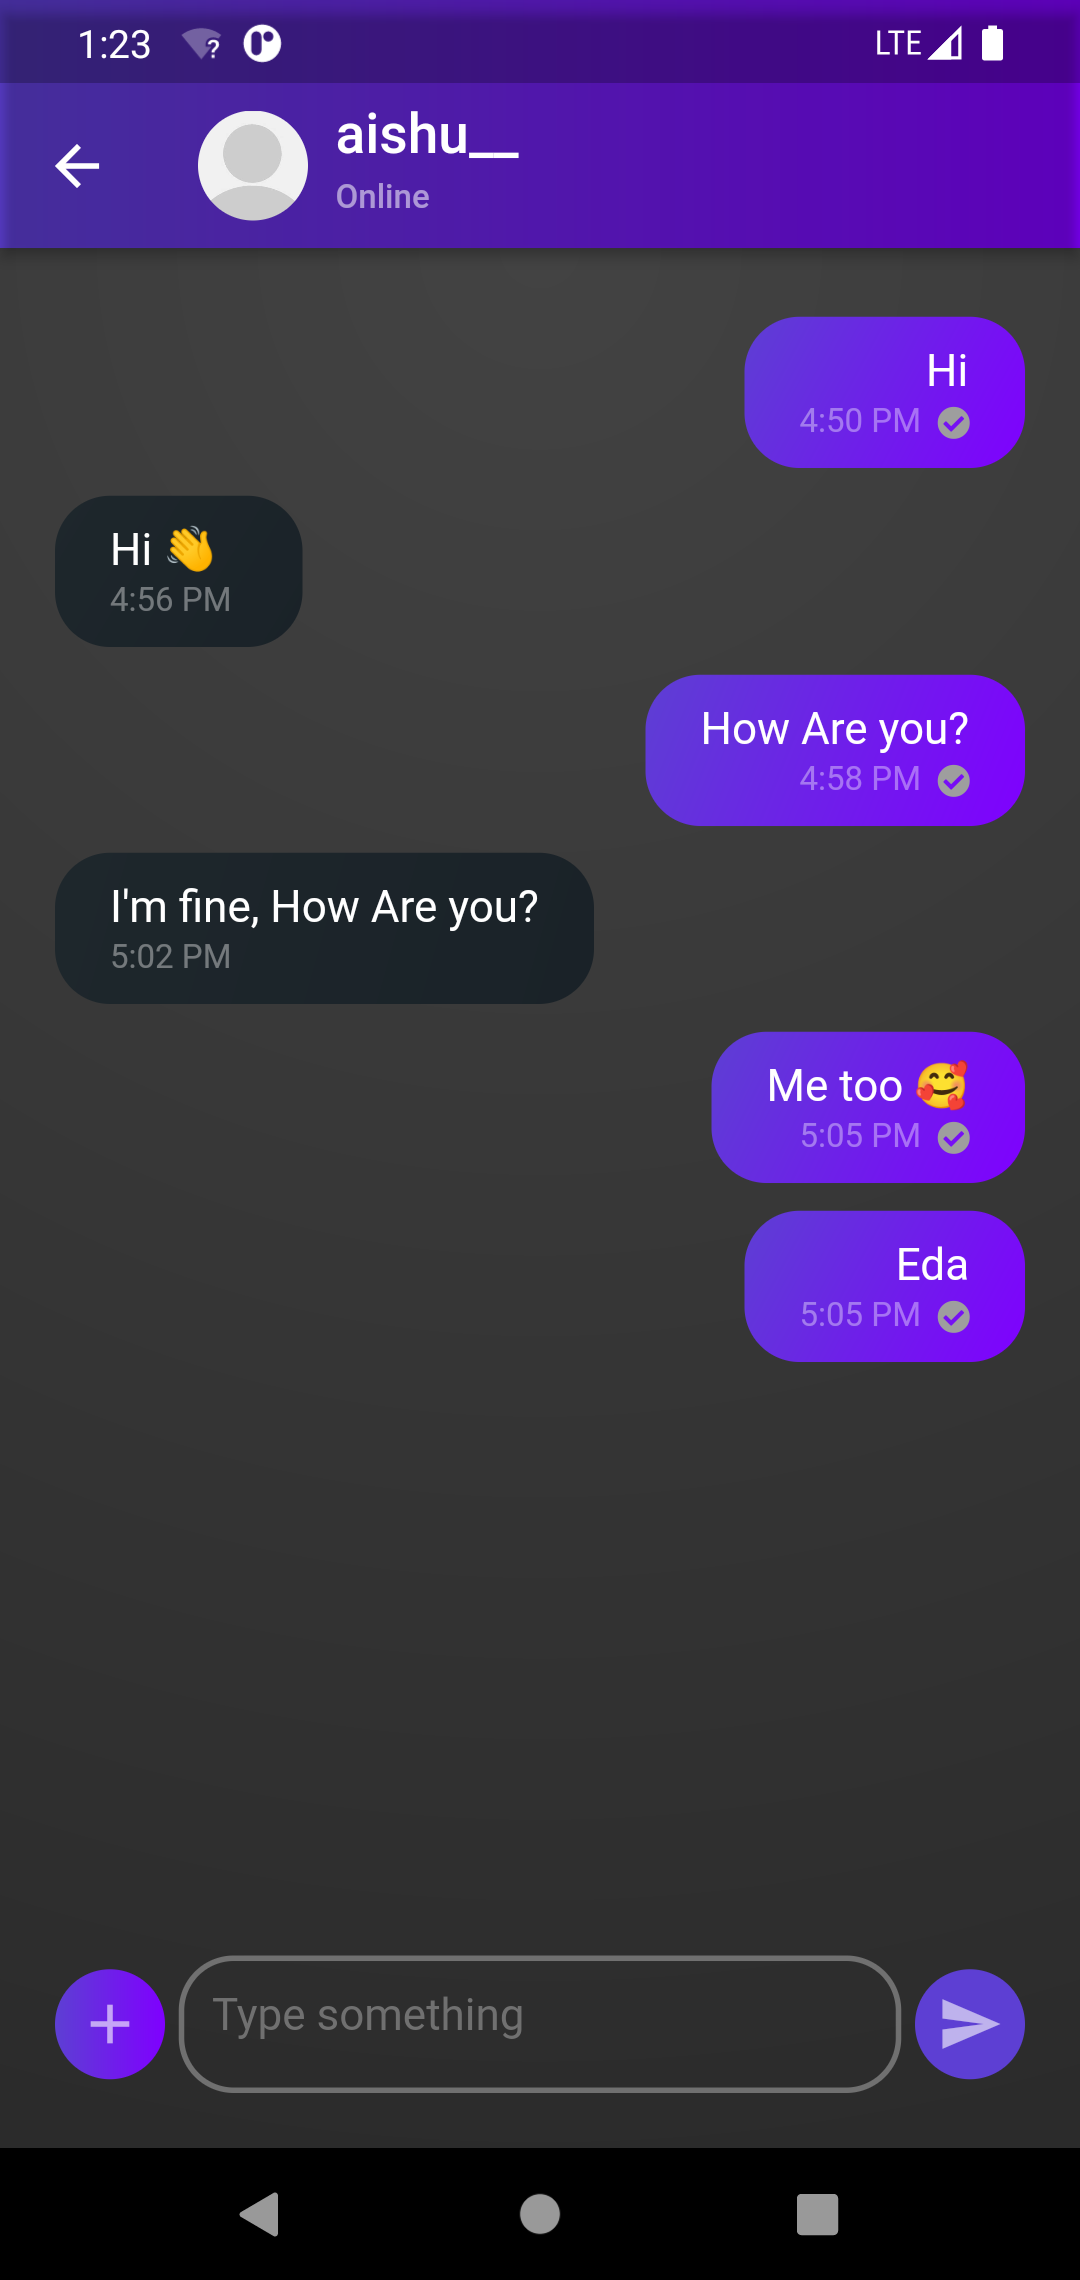 1:23 LTE
aishu__
Online
Hi
4:50 PM
Hi 👋
4:56 PM
How Are you?
4:58 PM
I'm fine, How Are you?
5:02 PM
Me too 🥰
5:05 PM
Eda
5:05 PM
Type something